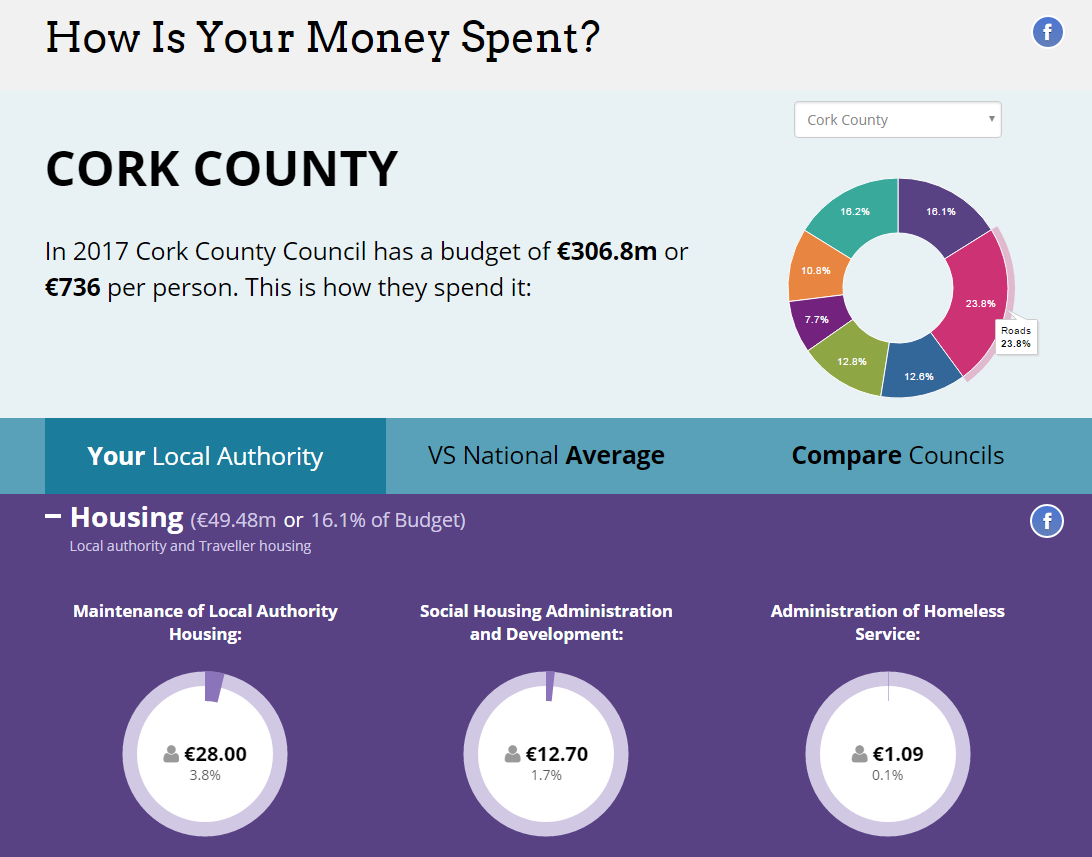 How Is Your Money Spent?
f
Cork County
CORK COUNTY
In 2017 Cork County Council has a budget of €306.8m or
€736 per person. This is how they spend it:
16.2%
16.1%
10.8%
23.8%
7.7%
Roads
23.8%
12.8%
12.6%
Your Local Authority
VS National Average
Compare Councils
Housing (€49.48m or 16.1% of Budget)
f
Local authority and Traveller housing
Maintenance of Local Authority
Housing:
€28.00
3.8%
Social Housing Administration
and Development:
€12.70
1.7%
Administration of Homeless
Service:
€1.09
0.1%